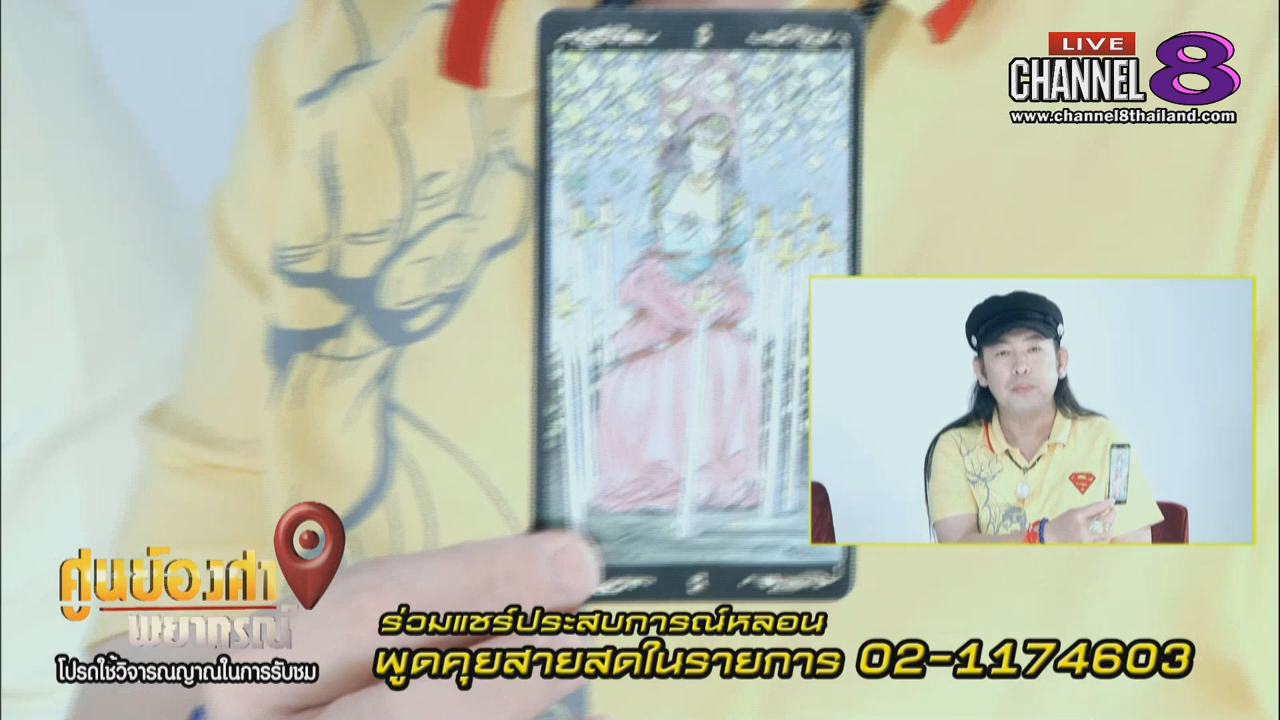 LIVE
CHANNEL 8
www.channel8thailand.com
ศูนย์องศา
พยากรณ์
โปรดใช้วิจารณญาณในการรับชม
ร่วมแชร์ประสบการณ์หลอน
พูดคุยสายสดในรายการ 02-1174603